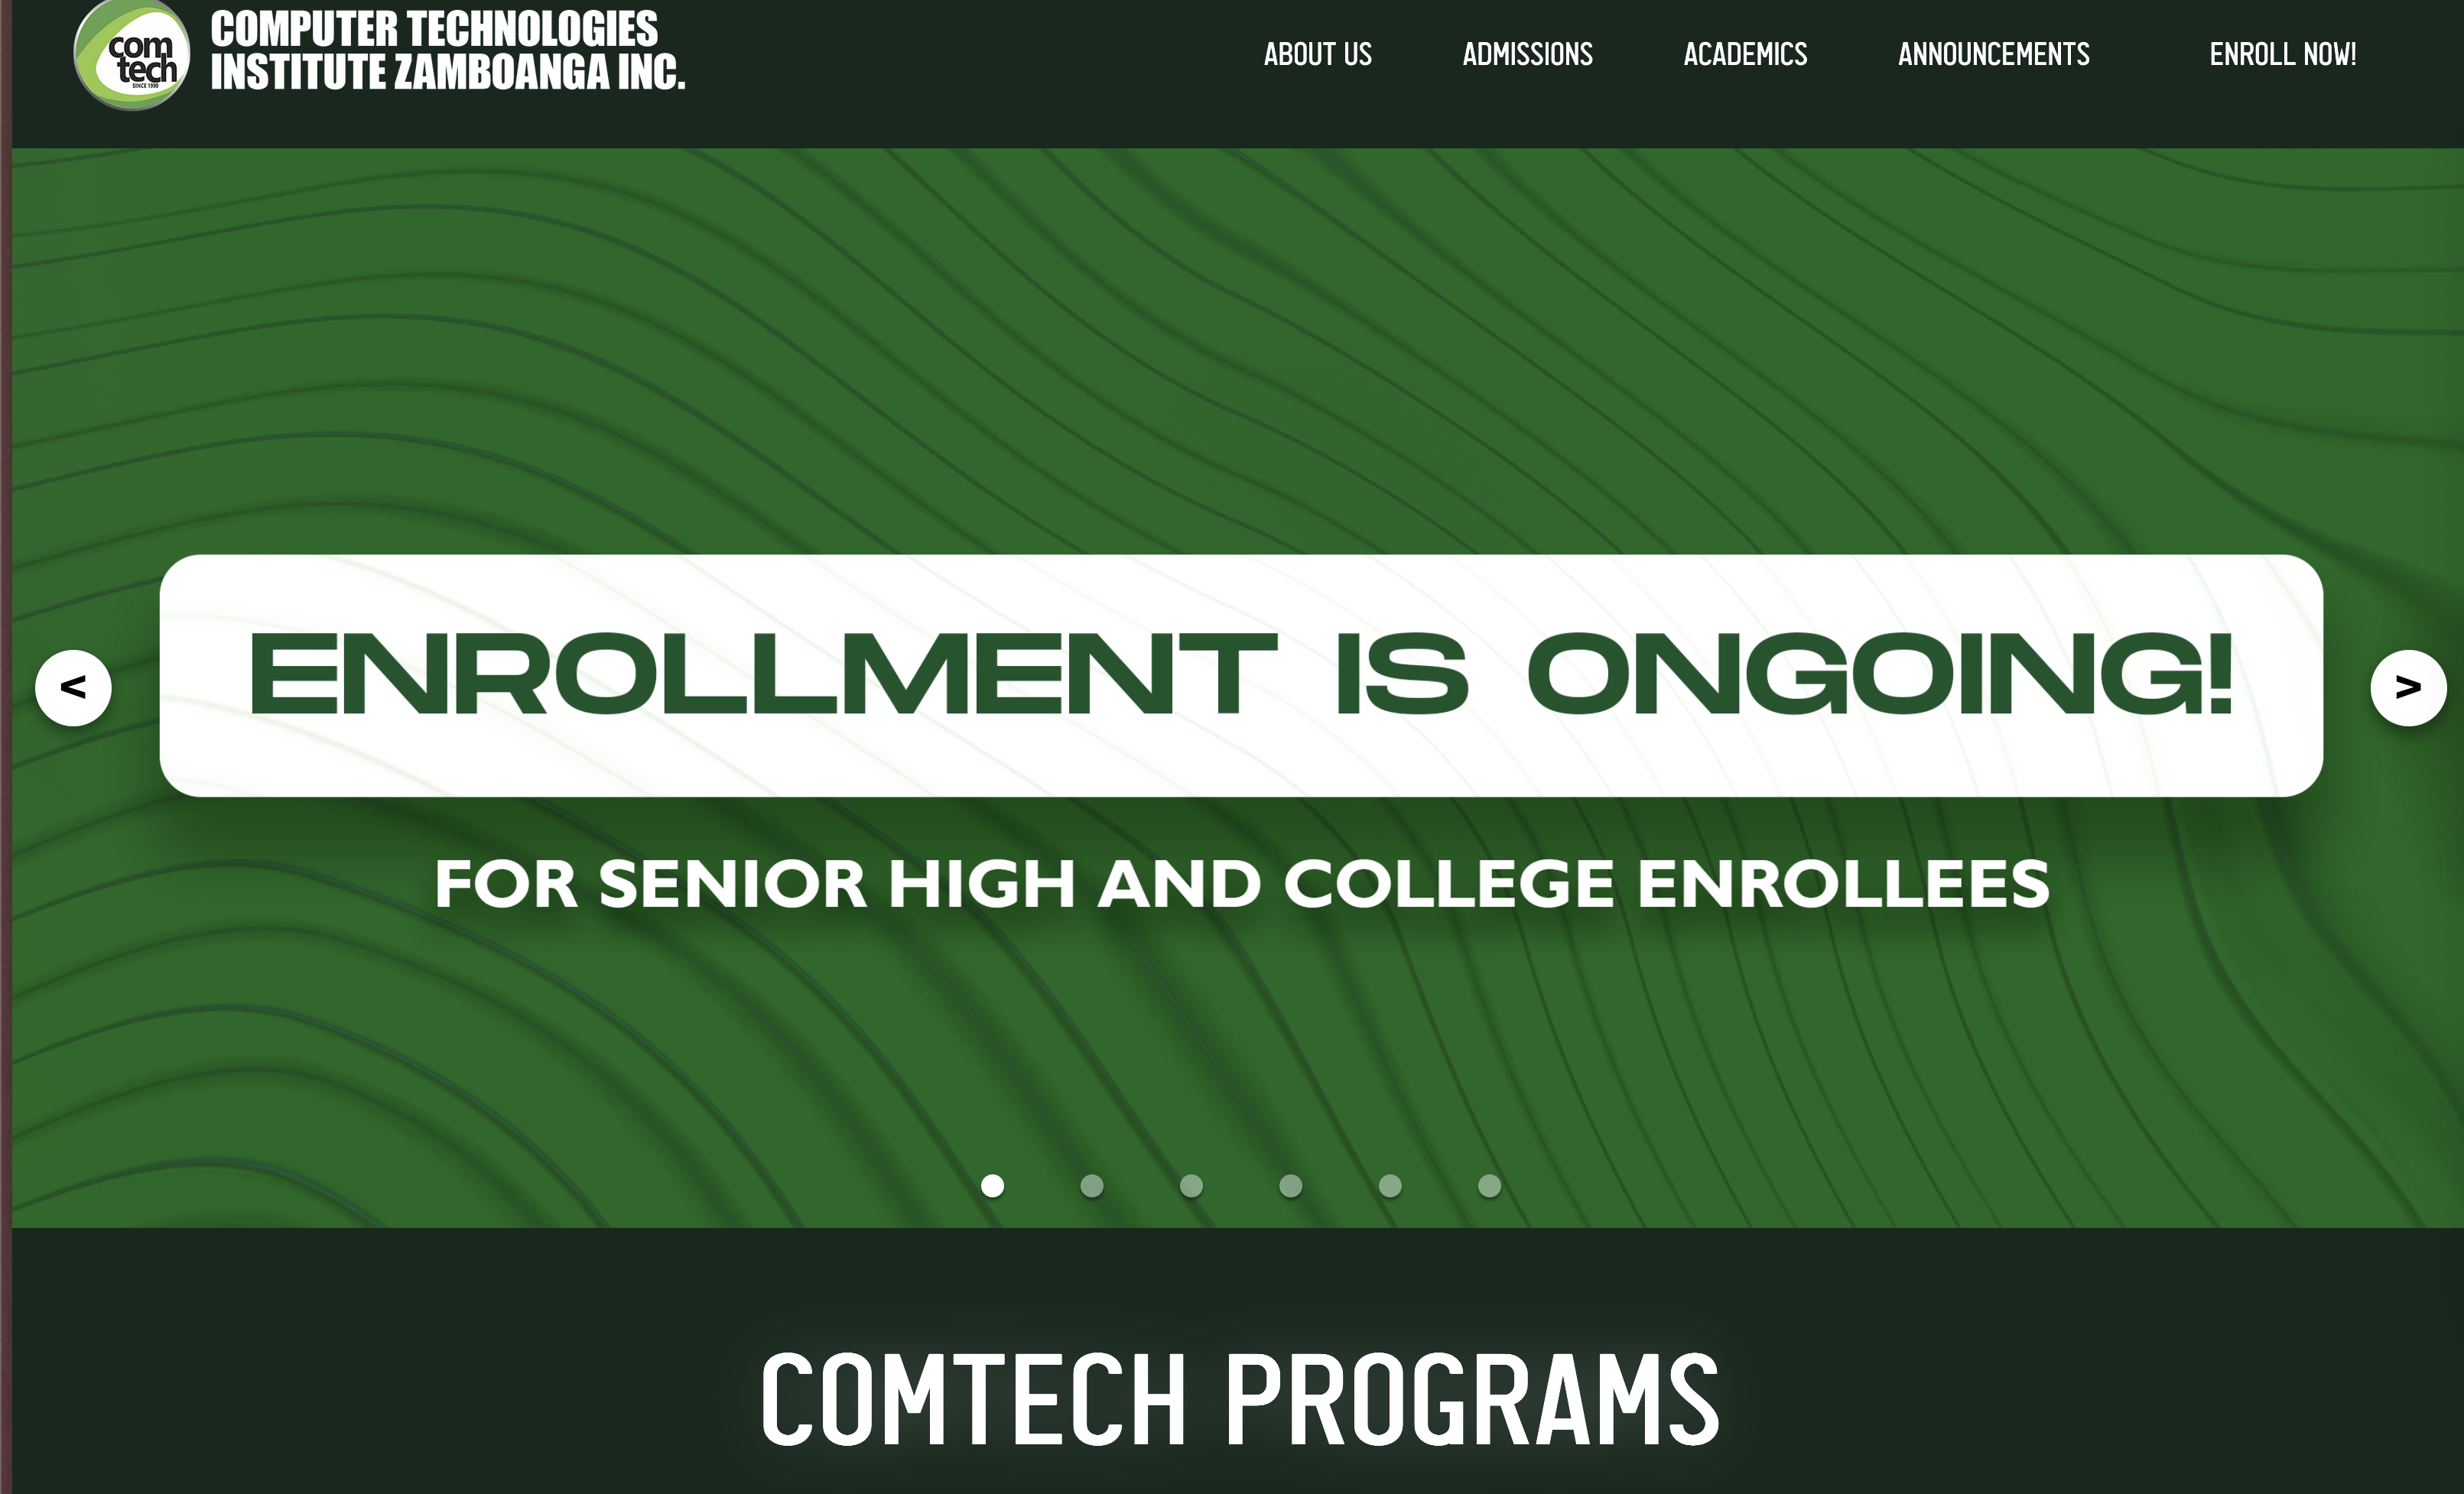 com
tech
SINCE 1990
COMPUTER TECHNOLOGIES
INSTITUTE ZAMBOANGA INC.
ABOUT US
ADMISSIONS
ACADEMICS
ANNOUNCEMENTS
ENROLL NOW!
ENROLLMENT IS ONGOING!
<
>
FOR SENIOR HIGH AND COLLEGE ENROLLEES
COMTECH PROGRAMS